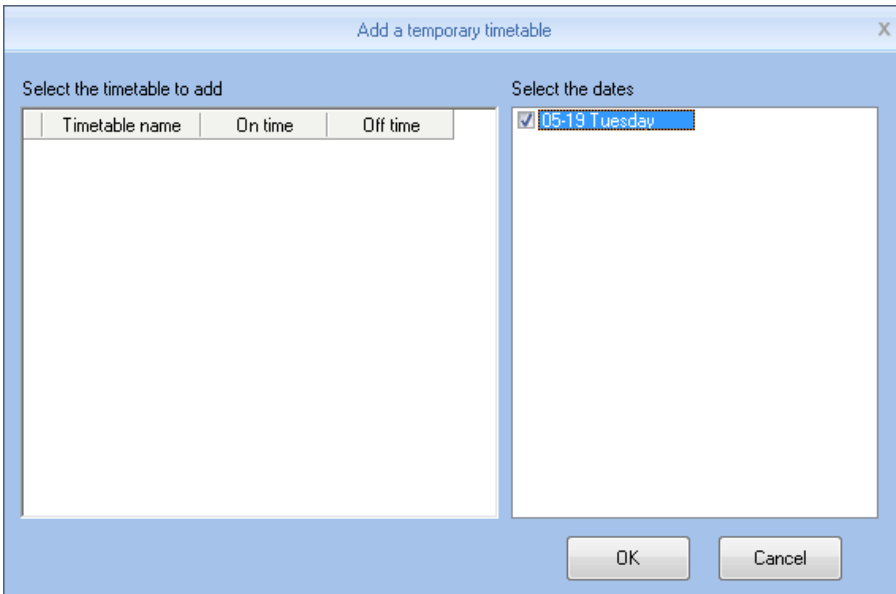 Add a temporary timetable
X
Select the timetable to add
Timetable name On time Off time
Select the dates
05-19 Tuesday
OK Cancel